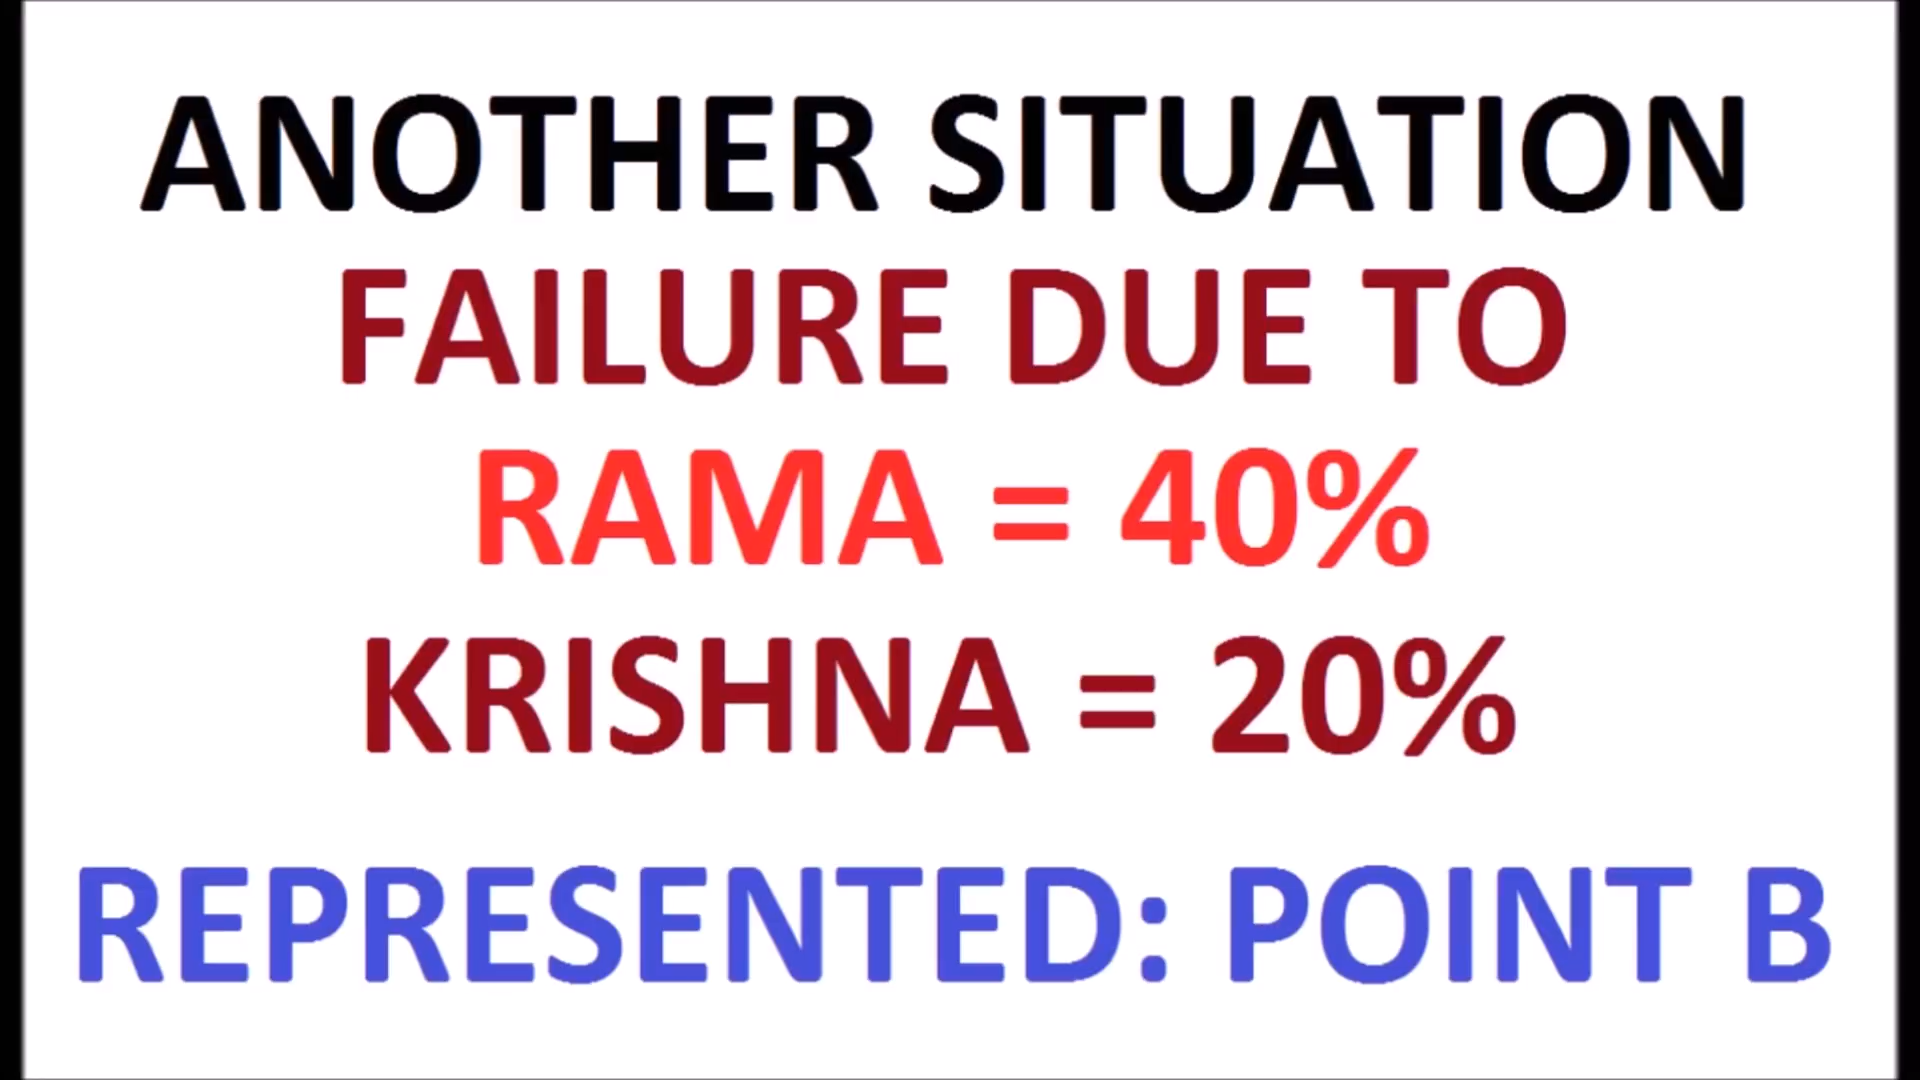 ANOTHER SITUATION
FAILURE DUE TO
RAMA = 40%
KRISHNA = 20%
REPRESENTED: POINT B